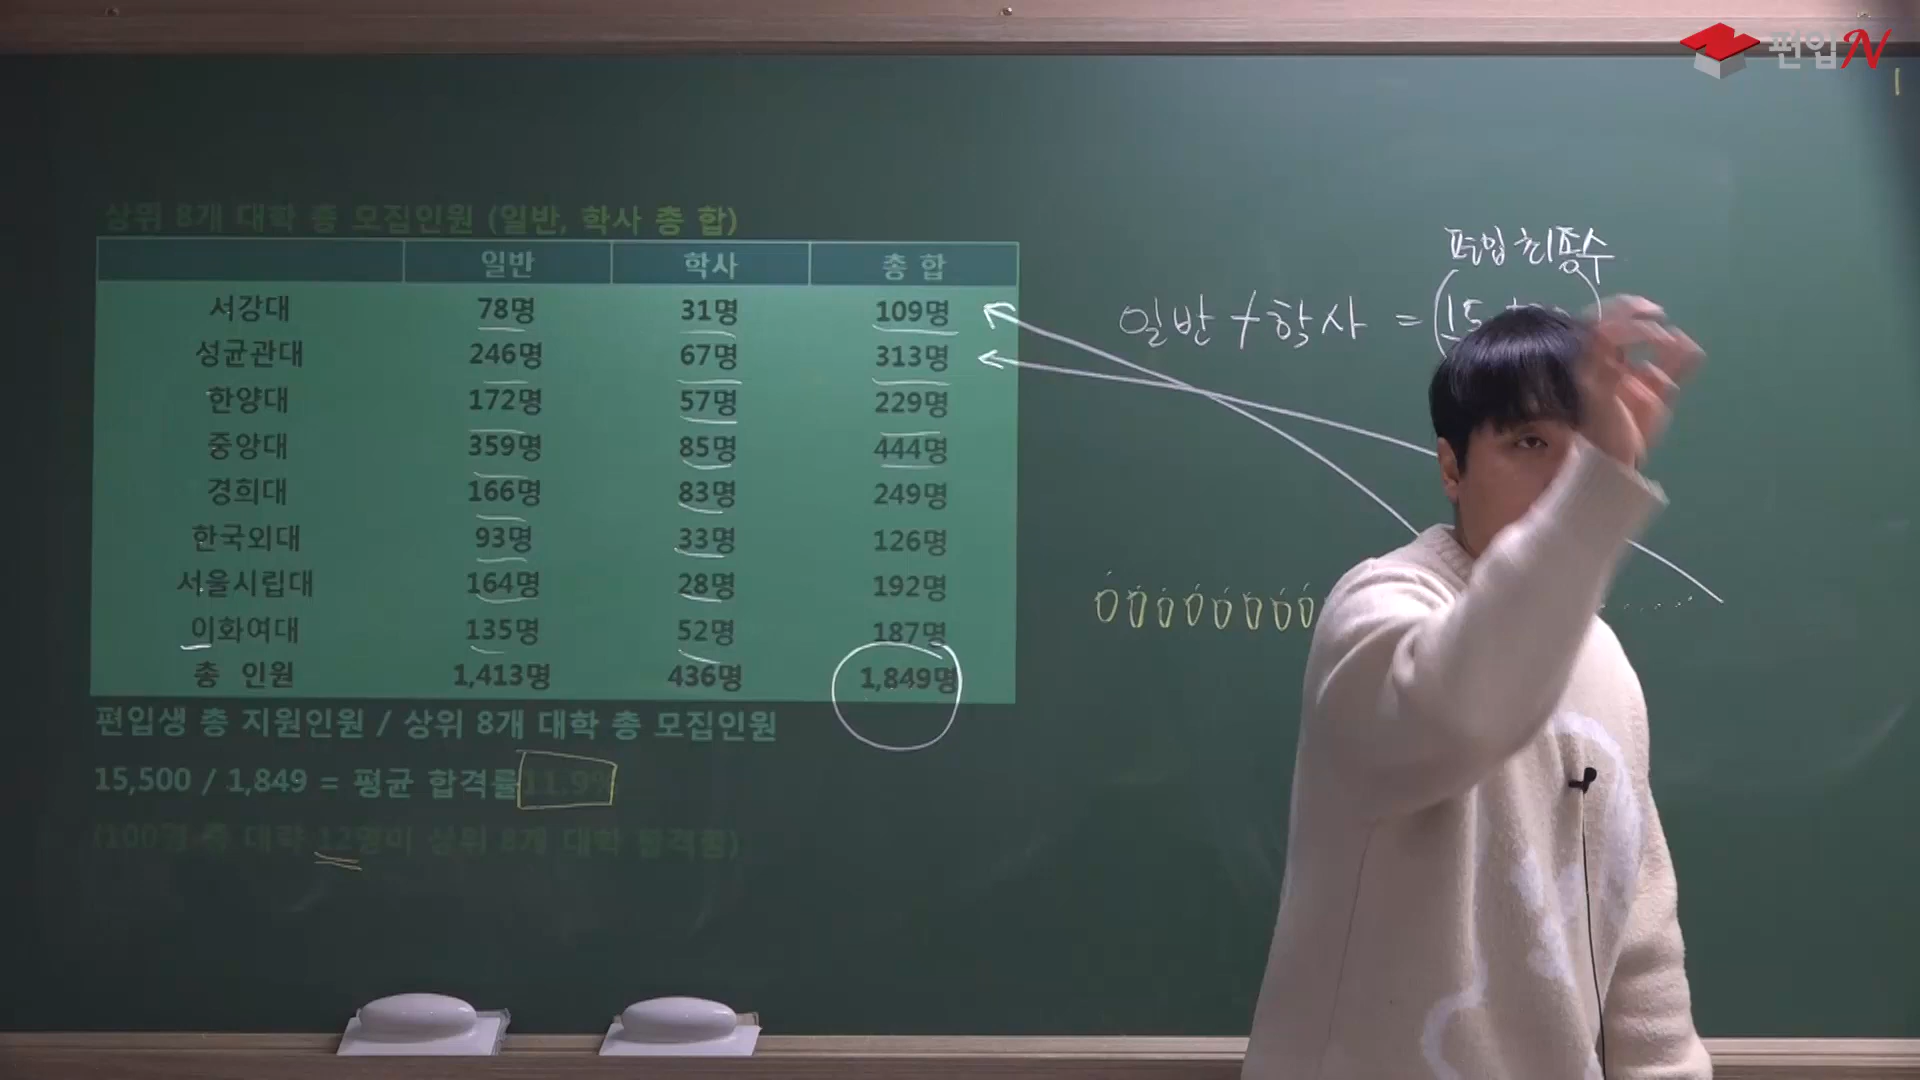 편입N
상위 8개 대학 총 모집인원 (일반, 학사 총 합)
일반 학사 총 합
서강대 78명 31명 109명
성균관대 246명 67명 313명
한양대 172명 57명 229명
중앙대 359명 85명 444명
경희대 166명 83명 249명
한국외대 93명 33명 126명
서울시립대 164명 28명 192명
이화여대 135명 52명 187명
총 인원 1,413명 436명 1,849명
편입생 총 지원인원 / 상위 8개 대학 총 모집인원
15,500 / 1,849 = 평균 합격률 11.9%
(100명 중 대략 12명이 상위 8개 대학 합격중)
일반 + 학사 = (15